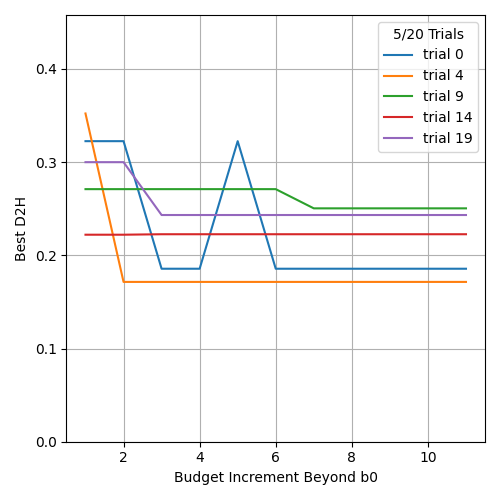 5/20 Trials
trial 0
trial 4
trial 9
trial 14
trial 19
Best D2H
0.4
0.3
0.2
0.1
0.0
2 4 6 8 10
Budget Increment Beyond b0